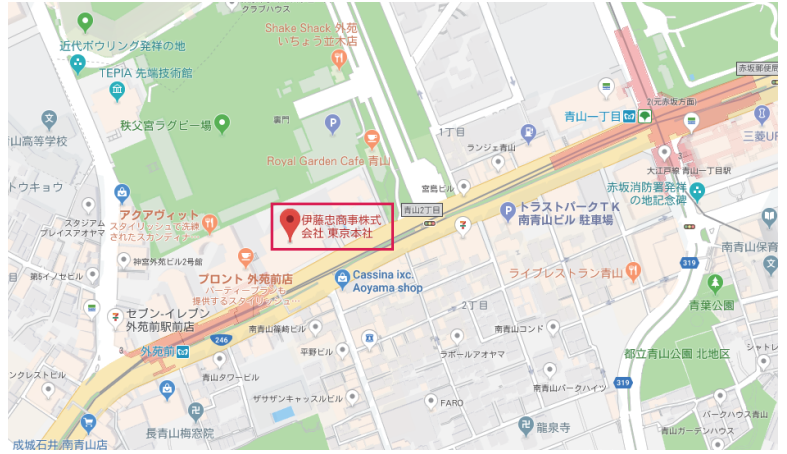 クラブハウス
Shake Shack 外苑
いちょう並木店
近代ボウリング発祥の地
TEPIA 先端技術館
赤坂郵便局
2(元赤坂方面)
青山一丁目
秩父宮ラグビー場
裏門
P
1丁目
ランジェ青山
三菱UF
山高等学校
文
Royal Garden Cafe 青山
3
大江戸線 青山一丁目駅
トウキョウ
宮島ビル
赤坂消防署発祥
の地記念碑
アクアヴィット
スタイリッシュで洗練
されたスカンディナ…
スタジアム
プレイスアオヤマ
伊藤忠商事株式
会社 東京本社
青山2丁目
P
トラストパークTK
南青山ビル 駐車場
神宮外苑ビル2号館
南青山保育
目
第5イノセビル
ブロント 外苑前店
パーティープランも
提供するスタイリッシュ…
Cassina ixc.
Aoyama shop
ライブレストラン青山
319
文
青葉公園
セブン-イレブン
外苑前駅前店
2丁目
南青山コンド
246
南青山篠崎ビル
3
外苑前
平野ビル
ラポールアオヤマ
都立青山公園 北地区
シャトレ
ンクレストビル
青山タワービル
ザサザンキャッスルビル
南青山パークハイツ
319
FARO
パークハウス青山
長青山梅窓院
龍泉寺
青山ガーデンハウス
成城石井 南青山店